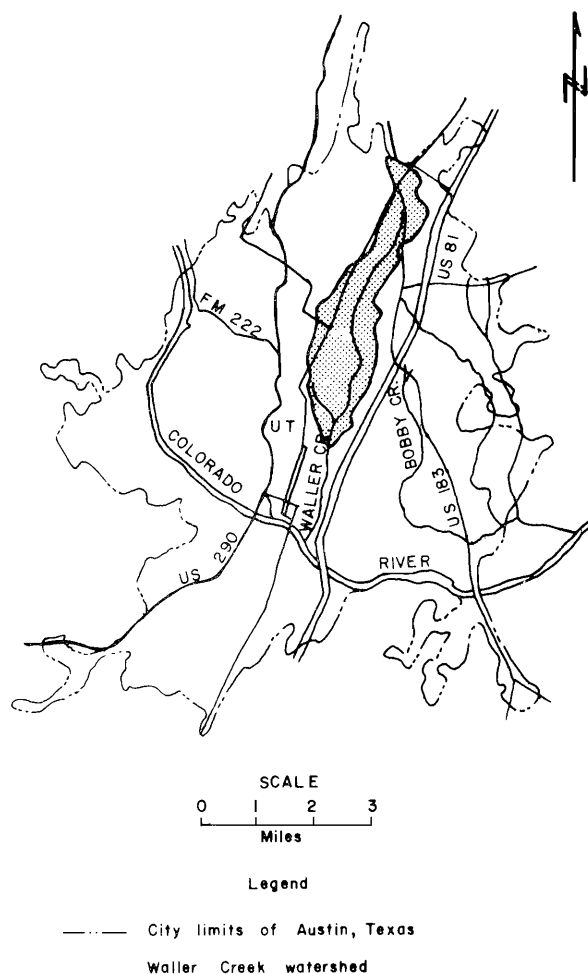 N
US 81
FM 222
UT
COLORADO
WALLER CR
BOBBY CR
US 183
US 290
RIVER
SCALE
0 1 2 3
Miles
Legend
City limits of Austin, Texas
Waller Creek watershed